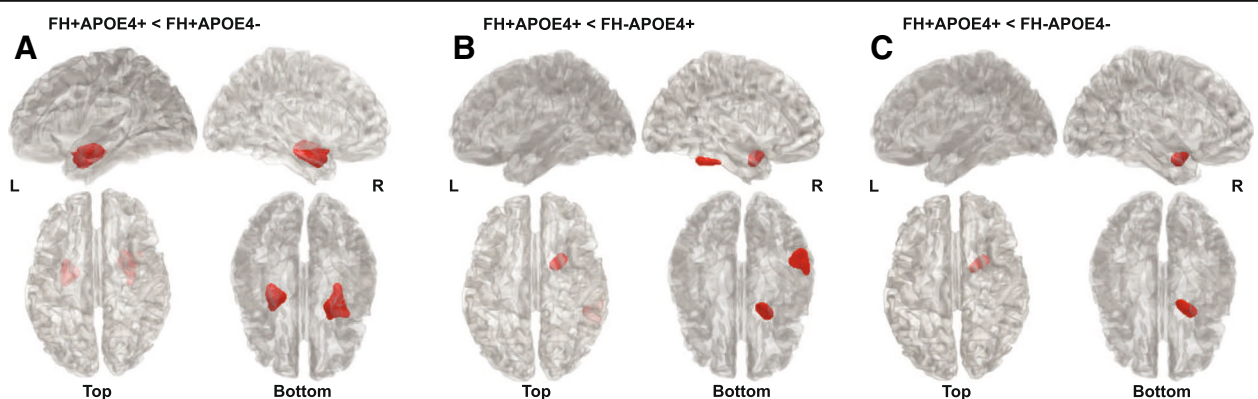 FH+APOE4+ < FH+APOE4-
A
L
R
Top
Bottom
FH+APOE4+ < FH-APOE4+
B
L
R
Top
Bottom
FH+APOE4+ < FH-APOE4-
C
L
R
Top
Bottom